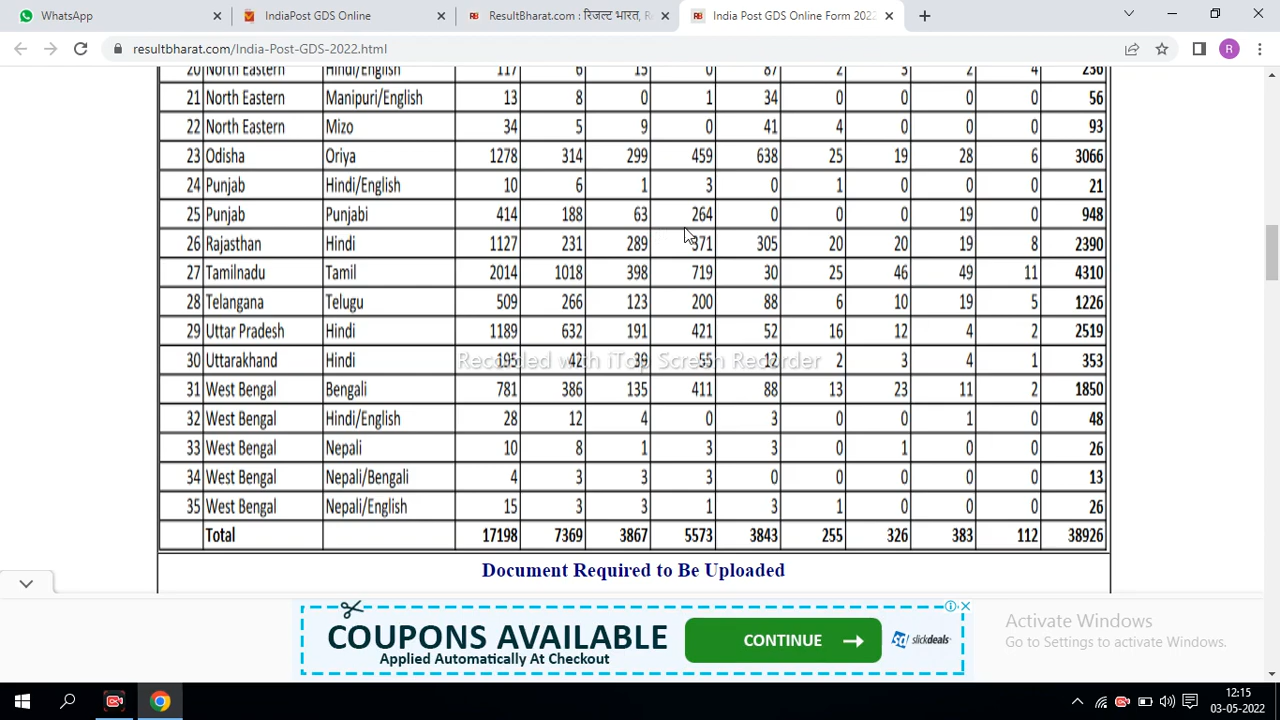 WhatsApp IndiaPost GDS Online ResultBharat.com : रिजल्ट भारत, R India Post GDS Online Form 2022
resultbharat.com/India-Post-GDS-2022.html R
20 North Eastern Hindi/English 117 6 15 0 87 2 3 2 4 236
21 North Eastern Manipuri/English 13 8 0 1 34 0 0 0 0 56
22 North Eastern Mizo 34 5 9 0 41 4 0 0 0 93
23 Odisha Oriya 1278 314 299 459 638 25 19 28 6 3066
24 Punjab Hindi/English 10 6 1 3 0 1 0 0 0 21
25 Punjab Punjabi 414 188 63 264 0 0 0 19 0 948
26 Rajasthan Hindi 1127 231 289 371 305 20 20 19 8 2390
27 Tamilnadu Tamil 2014 1018 398 719 30 25 46 49 11 4310
28 Telangana Telugu 509 266 123 200 88 6 10 19 5 1226
29 Uttar Pradesh Hindi 1189 632 191 421 52 16 12 4 2 2519
30 Uttarakhand Hindi 195 42 39 55 12 2 3 4 1 353
Recorded with iTop Screen Recorder
31 West Bengal Bengali 781 386 135 411 88 13 23 11 2 1850
32 West Bengal Hindi/English 28 12 4 0 3 0 0 1 0 48
33 West Bengal Nepali 10 8 1 3 3 0 1 0 0 26
34 West Bengal Nepali/Bengali 4 3 3 3 0 0 0 0 0 13
35 West Bengal Nepali/English 15 3 3 1 3 1 0 0 0 26
Total 17198 7369 3867 5573 3843 255 326 383 112 38926
Document Required to Be Uploaded
COUPONS AVAILABLE
Applied Automatically At Checkout
CONTINUE
sd slickdeals
Activate Windows
Go to Settings to activate Windows.
12:15
03-05-2022